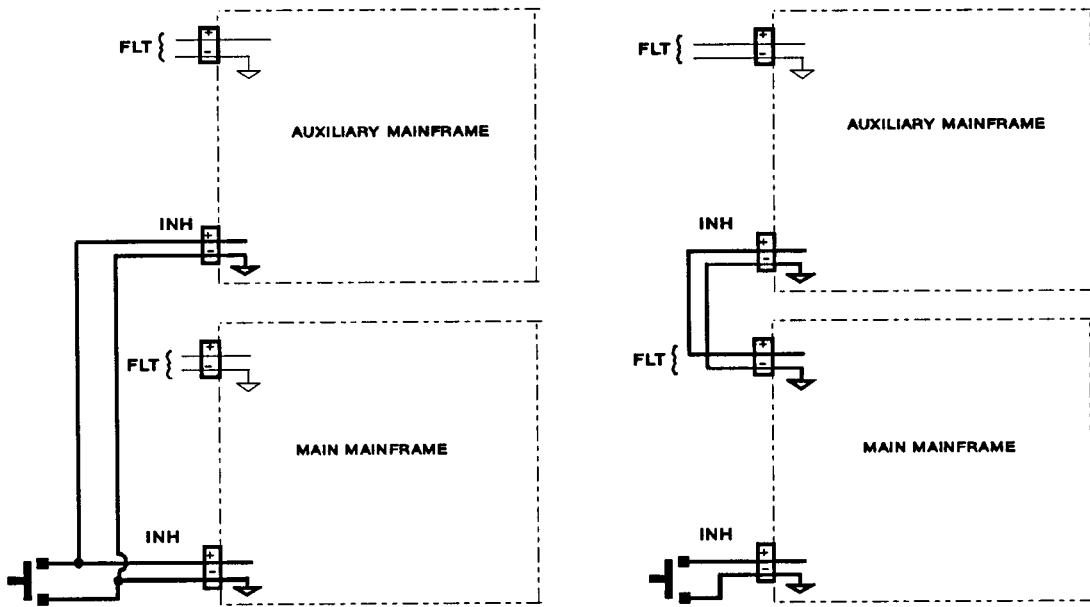 +
FLT {
-
AUXILIARY MAINFRAME
INH
+
-
+
FLT {
-
MAIN MAINFRAME
INH
+
-
+
FLT {
-
AUXILIARY MAINFRAME
INH
+
-
+
FLT {
-
MAIN MAINFRAME
INH
+
-